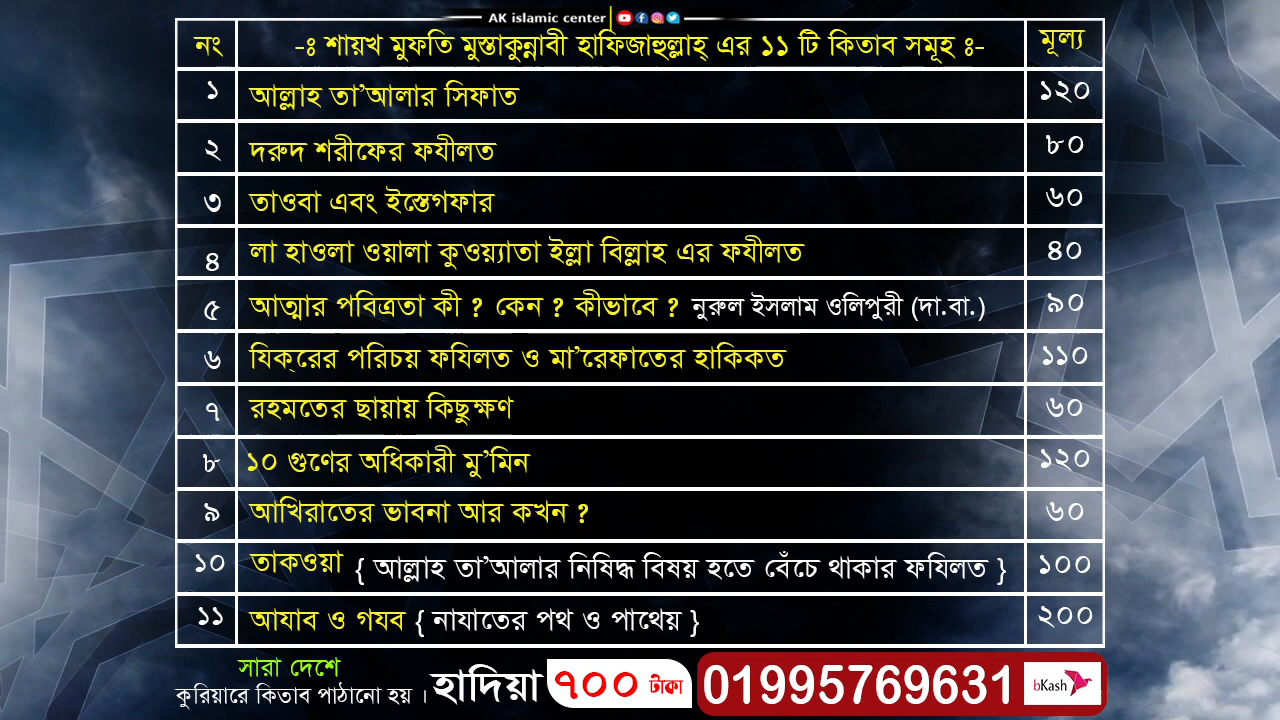 AK islamic center
নং -ঃ শায়খ মুফতি মুস্তাকুন্নাবী হাফিজাহুল্লাহ্ এর ১১ টি কিতাব সমূহ ঃ- মূল্য
১ আল্লাহ তা’আলার সিফাত ১২০
২ দরুদ শরীফের ফযীলত ৮০
৩ তাওবা এবং ইস্তেগফার ৬০
৪ লা হাওলা ওয়ালা কুওয়্যাতা ইল্লা বিল্লাহ এর ফযীলত ৪০
৫ আত্মার পবিত্রতা কী ? কেন ? কীভাবে ? নুরুল ইসলাম ওলিপুরী (দা.বা.) ৯০
৬ যিক্‌রের পরিচয় ফযিলত ও মা’রেফাতের হাকিকত ১১০
৭ রহমতের ছায়ায় কিছুক্ষণ ৬০
৮ ১০ গুণের অধিকারী মু’মিন ১২০
৯ আখিরাতের ভাবনা আর কখন ? ৬০
১০ তাকওয়া { আল্লাহ তা’আলার নিষিদ্ধ বিষয় হতে বেঁচে থাকার ফযিলত } ১০০
১১ আযাব ও গযব { নাযাতের পথ ও পাথেয় } ২০০
সারা দেশে
কুরিয়ারে কিতাব পাঠানো হয় । হাদিয়া ৭০০ টাকা 01995769631 bKash